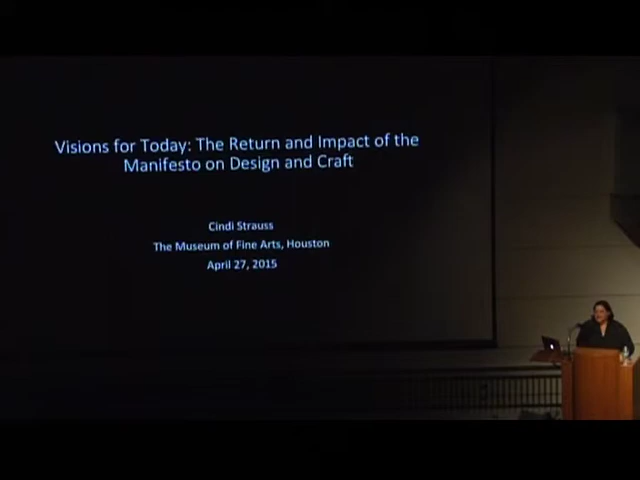 Visions for Today: The Return and Impact of the
Manifesto on Design and Craft
Cindi Strauss
The Museum of Fine Arts, Houston
April 27, 2015